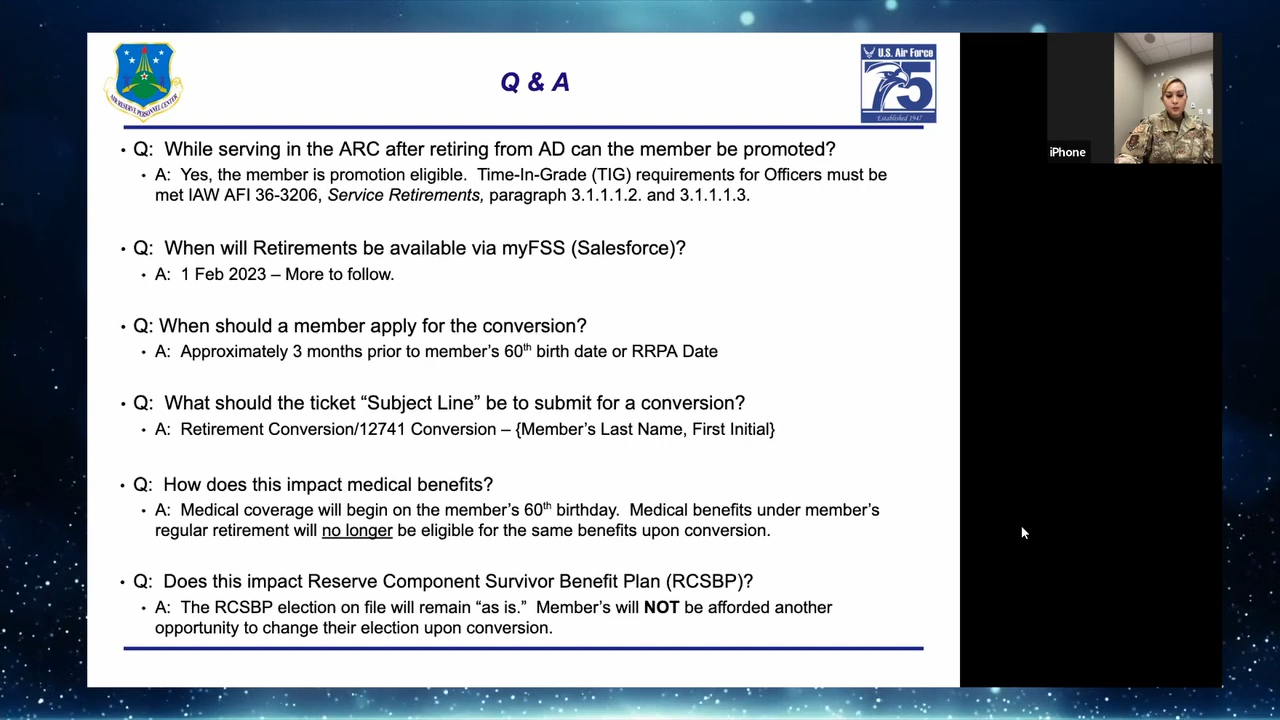 Q & A
AIR RESERVE PERSONNEL CENTER
U.S. Air Force
75
Established 1947
iPhone
• Q: While serving in the ARC after retiring from AD can the member be promoted?
• A: Yes, the member is promotion eligible. Time-In-Grade (TIG) requirements for Officers must be
met IAW AFI 36-3206, Service Retirements, paragraph 3.1.1.1.2. and 3.1.1.1.3.
• Q: When will Retirements be available via myFSS (Salesforce)?
• A: 1 Feb 2023 – More to follow.
• Q: When should a member apply for the conversion?
• A: Approximately 3 months prior to member's 60th birth date or RRPA Date
• Q: What should the ticket “Subject Line” be to submit for a conversion?
• A: Retirement Conversion/12741 Conversion – {Member's Last Name, First Initial}
• Q: How does this impact medical benefits?
• A: Medical coverage will begin on the member's 60th birthday. Medical benefits under member's
regular retirement will no longer be eligible for the same benefits upon conversion.
• Q: Does this impact Reserve Component Survivor Benefit Plan (RCSBP)?
• A: The RCSBP election on file will remain “as is.” Member's will NOT be afforded another
opportunity to change their election upon conversion.